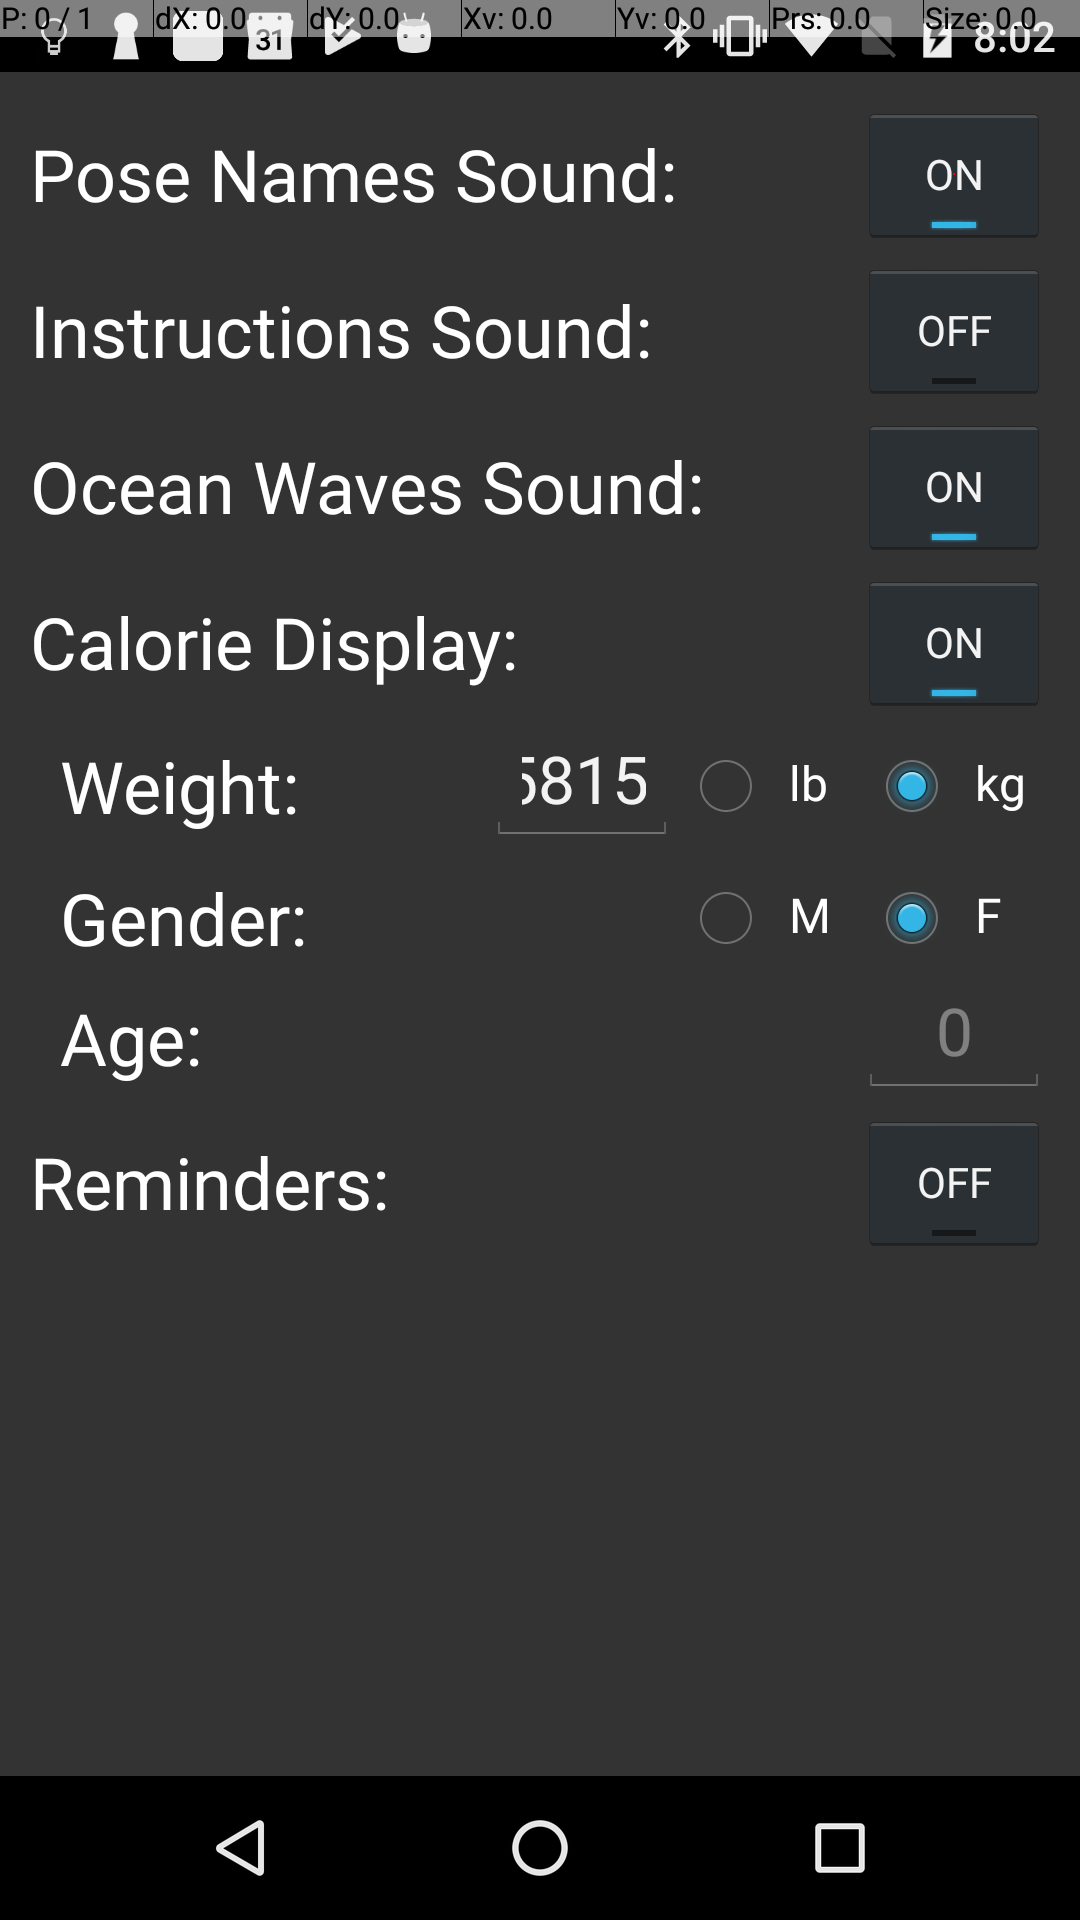 P: 0 / 1 dX: 0.0 dY: 0.0 Xv: 0.0 Yv: 0.0 Prs: 0.0 Size: 0.0
31 8:02
Pose Names Sound: ON
Instructions Sound: OFF
Ocean Waves Sound: ON
Calorie Display: ON
Weight: 5815 lb kg
Gender: M F
Age: 0
Reminders: OFF